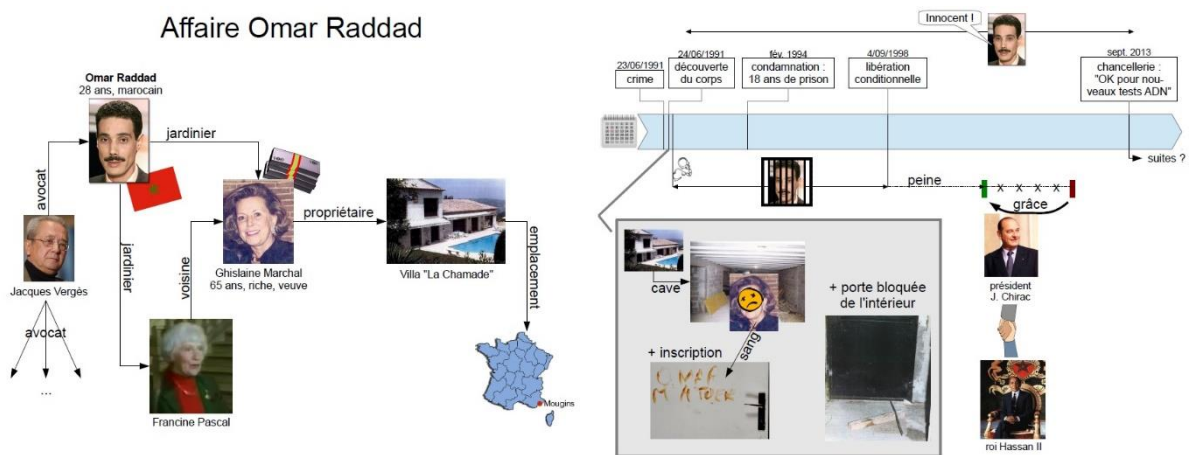 Affaire Omar Raddad
Omar Raddad
28 ans, marocain
jardinier
avocat
jardinier
voisine
propriétaire
emplacement
Jacques Vergès
avocat
...
Ghislaine Marchal
65 ans, riche, veuve
Villa "La Chamade"
Francine Pascal
Mougins
Innocent !
23/06/1991
crime
24/06/1991
découverte
du corps
fév. 1994
condamnation :
18 ans de prison
4/09/1998
libération
conditionnelle
sept. 2013
chancellerie :
"OK pour nou-
veaux tests ADN"
suites ?
peine
x x x x
grâce
président
J. Chirac
roi Hassan II
cave
sang
+ inscription
+ porte bloquée
de l'intérieur
OMAR
M A TUER